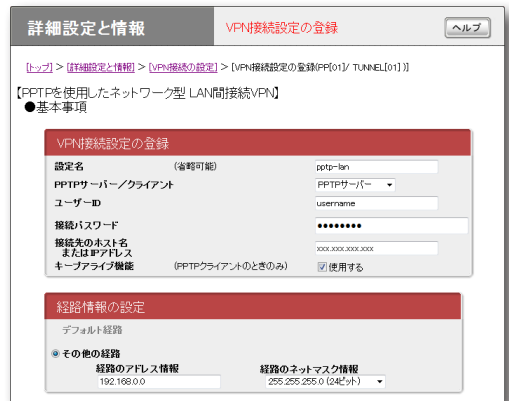 詳細設定と情報 VPN接続設定の登録 ヘルプ
[トップ] > [詳細設定と情報] > [VPN接続の設定] > [VPN接続設定の登録(PP[01]/ TUNNEL[01] )]
【PPTPを使用したネットワーク型 LAN間接続VPN】
●基本事項
VPN接続設定の登録
設定名 (省略可能) pptp-lan
PPTPサーバー／クライアント PPTPサーバー
ユーザーID username
接続パスワード ●●●●●●●●
接続先のホスト名 xxx.xxx.xxx.xxx
またはIPアドレス
キープアライブ機能 (PPTPクライアントのときのみ) 使用する
経路情報の設定
デフォルト経路
その他の経路
経路のアドレス情報 経路のネットマスク情報
192.168.0.0 255.255.255.0 (24ビット)